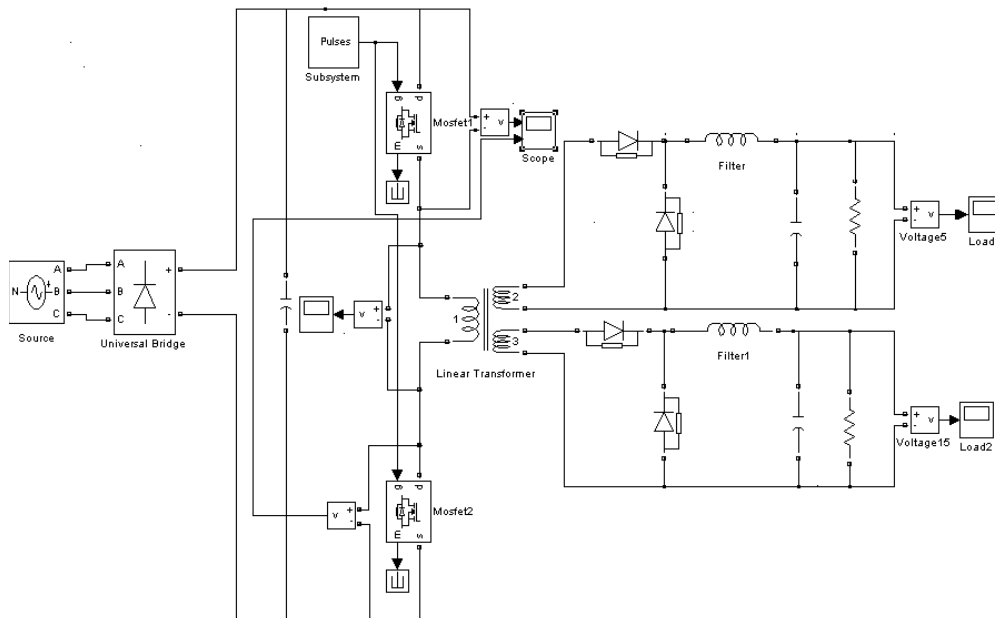 Pulses
Subsystem
g
d
m
s
Mosfet1
+
-
v
Scope
Filter
+
-
v
Voltage5
Load
N
A
B
C
Source
A
B
C
+
-
Universal Bridge
v
+
-
1
2
3
Linear Transformer
Filter1
+
-
v
Voltage15
Load2
v
+
-
g
d
m
s
Mosfet2